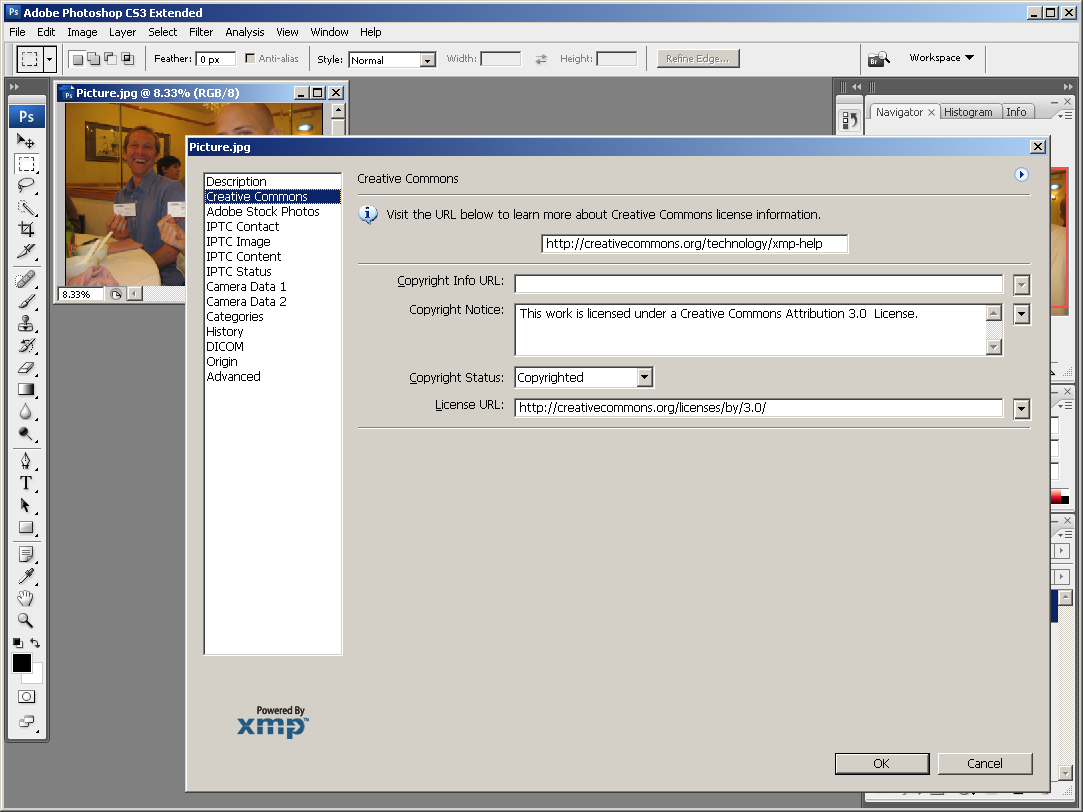 Ps Adobe Photoshop CS3 Extended
File Edit Image Layer Select Filter Analysis View Window Help
Feather: 0 px Anti-alias Style: Normal Width: Height: Refine Edge... Br Workspace
Picture.jpg @ 8.33% (RGB/8)
Ps
Navigator Histogram Info
8.33%
T
Picture.jpg
Description
Creative Commons
Adobe Stock Photos
IPTC Contact
IPTC Image
IPTC Content
IPTC Status
Camera Data 1
Camera Data 2
Categories
History
DICOM
Origin
Advanced
Creative Commons
Visit the URL below to learn more about Creative Commons license information.
http://creativecommons.org/technology/xmp-help
Copyright Info URL:
Copyright Notice: This work is licensed under a Creative Commons Attribution 3.0 License.
Copyright Status: Copyrighted
License URL: http://creativecommons.org/licenses/by/3.0/
Powered By
xmp™
OK Cancel